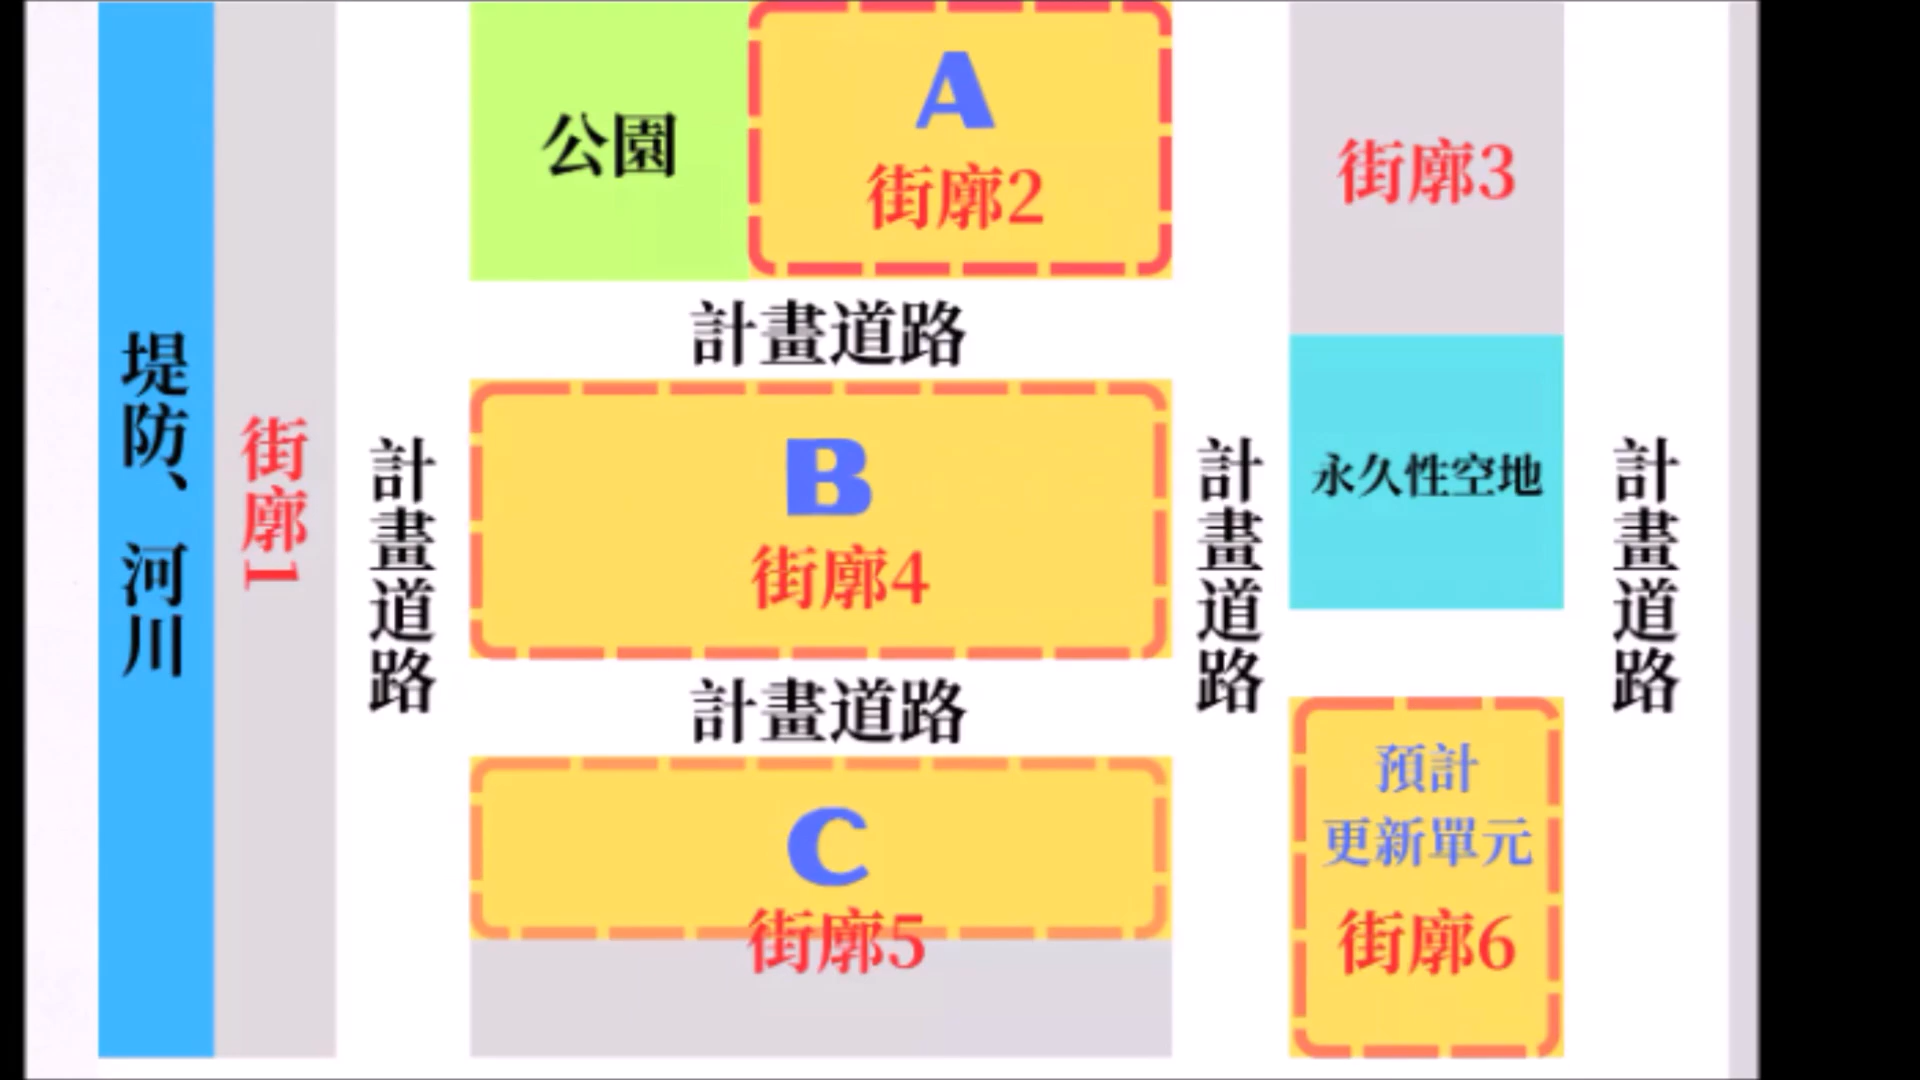 堤防、河川
街廓1
計畫道路
公園
A
街廓2
計畫道路
B
街廓4
計畫道路
C
街廓5
計畫道路
街廓3
永久性空地
預計
更新單元
街廓6
計畫道路